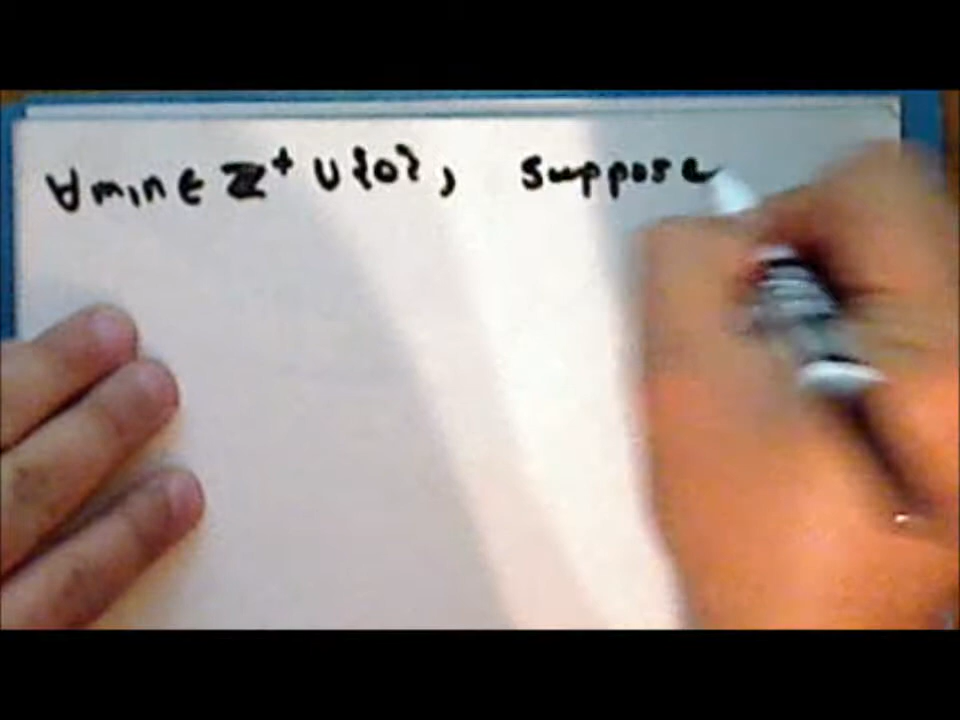 ∀m,n ∈ ℤ⁺ ∪ {0}, suppose